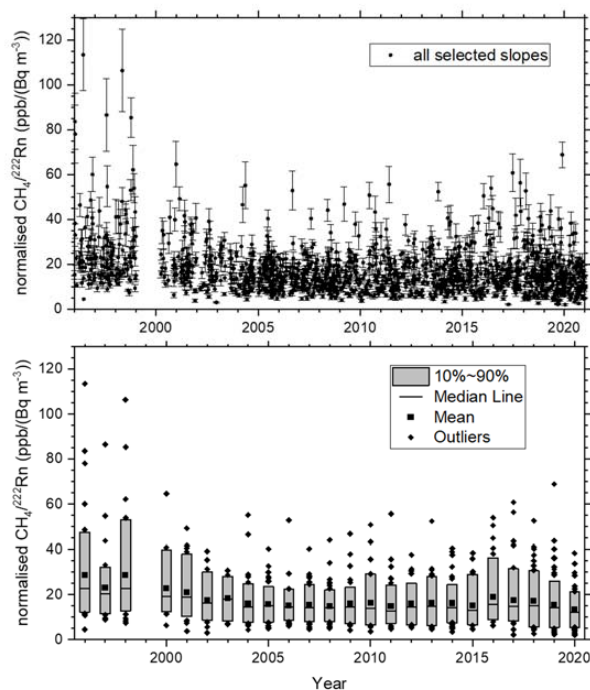 normalised CH₄/²²²Rn (ppb/(Bq m⁻³)
120
100
80
60
40
20
0
all selected slopes
2000 2005 2010 2015 2020
normalised CH₄/²²²Rn (ppb/(Bq m⁻³)
120
100
80
60
40
20
0
10%~90%
Median Line
Mean
Outliers
2000 2005 2010 2015 2020
Year